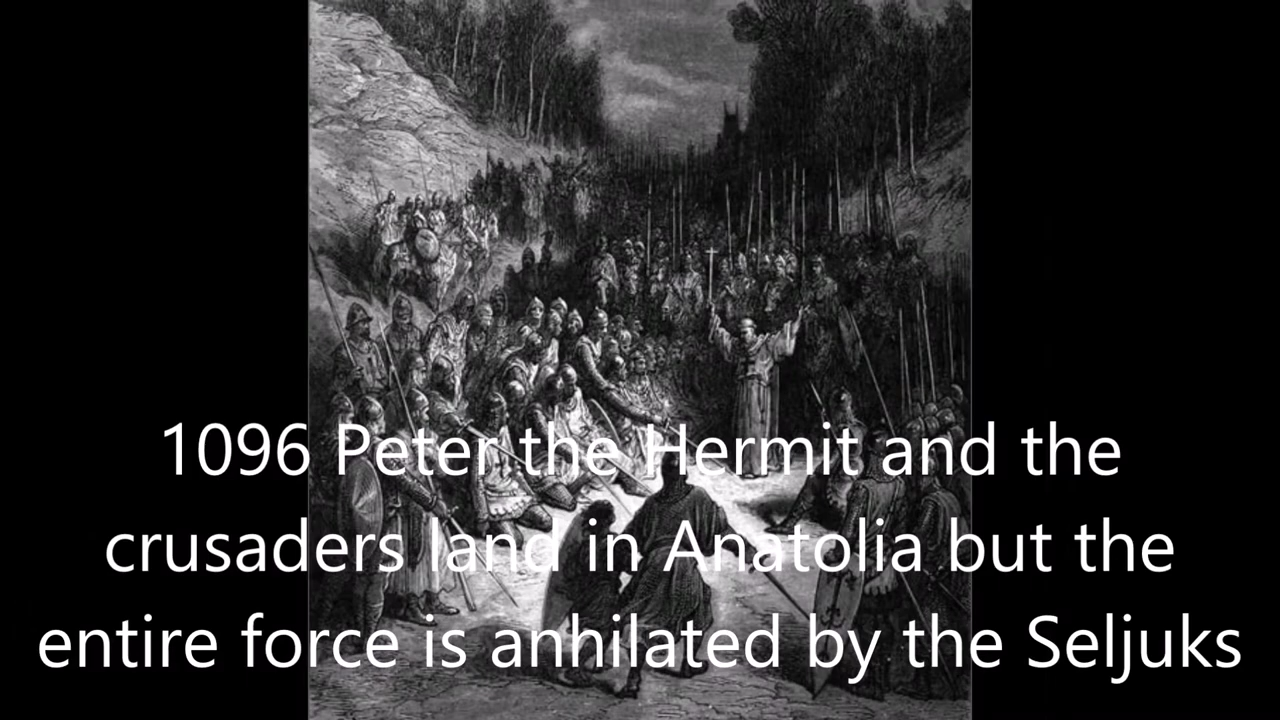 1096 Peter the Hermit and the
crusaders land in Anatolia but the
entire force is anhilated by the Seljuks